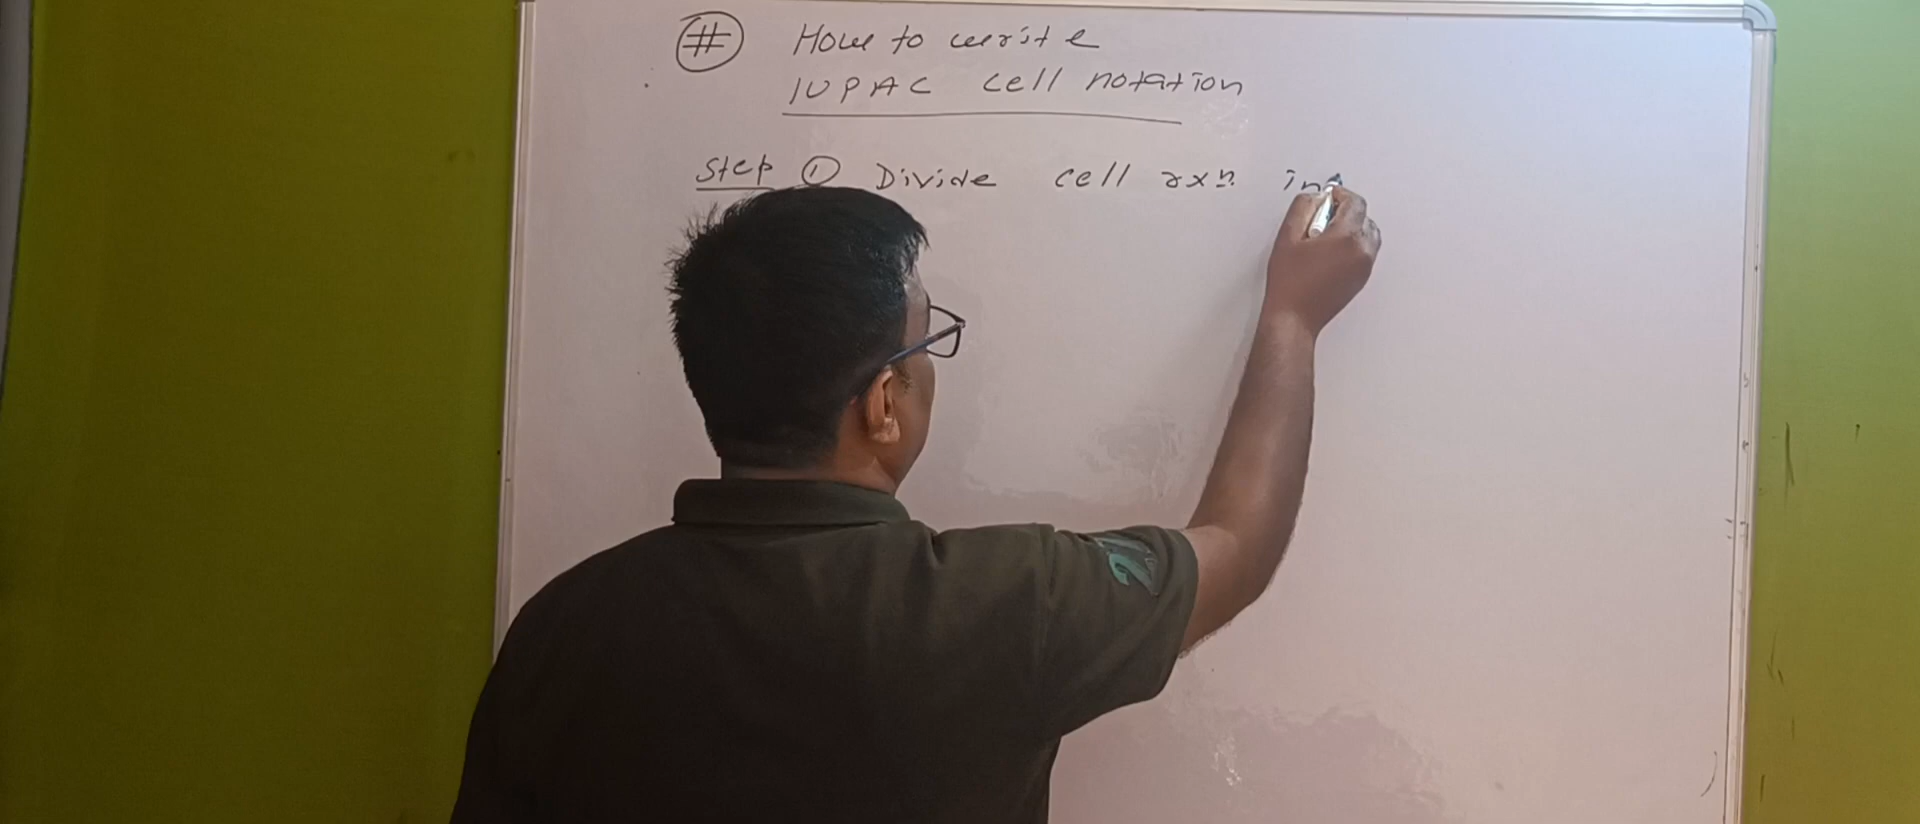 # How to write
IUPAC cell notation
Step ① Divide cell rxn in